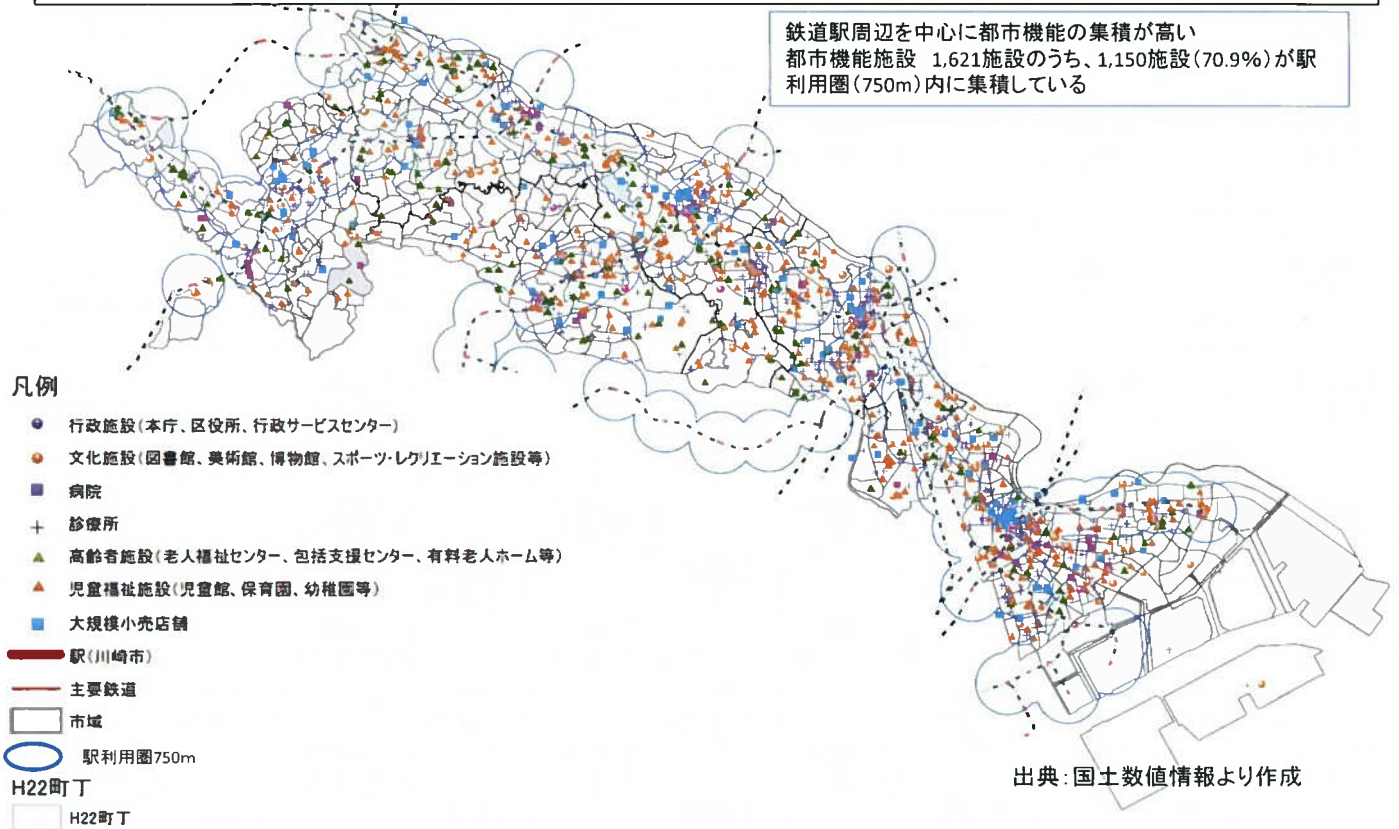 鉄道駅周辺を中心に都市機能の集積が高い
都市機能施設 1,621施設のうち、1,150施設(70.9%)が駅
利用圏(750m)内に集積している
凡例
行政施設(本庁、区役所、行政サービスセンター)
文化施設(図書館、美術館、博物館、スポーツ・レクリエーション施設等)
病院
診療所
高齢者施設(老人福祉センター、包括支援センター、有料老人ホーム等)
児童福祉施設(児童館、保育園、幼稚園等)
大規模小売店舗
駅(川崎市)
主要鉄道
市域
駅利用圏750m
H22町丁
H22町丁
出典:国土数値情報より作成